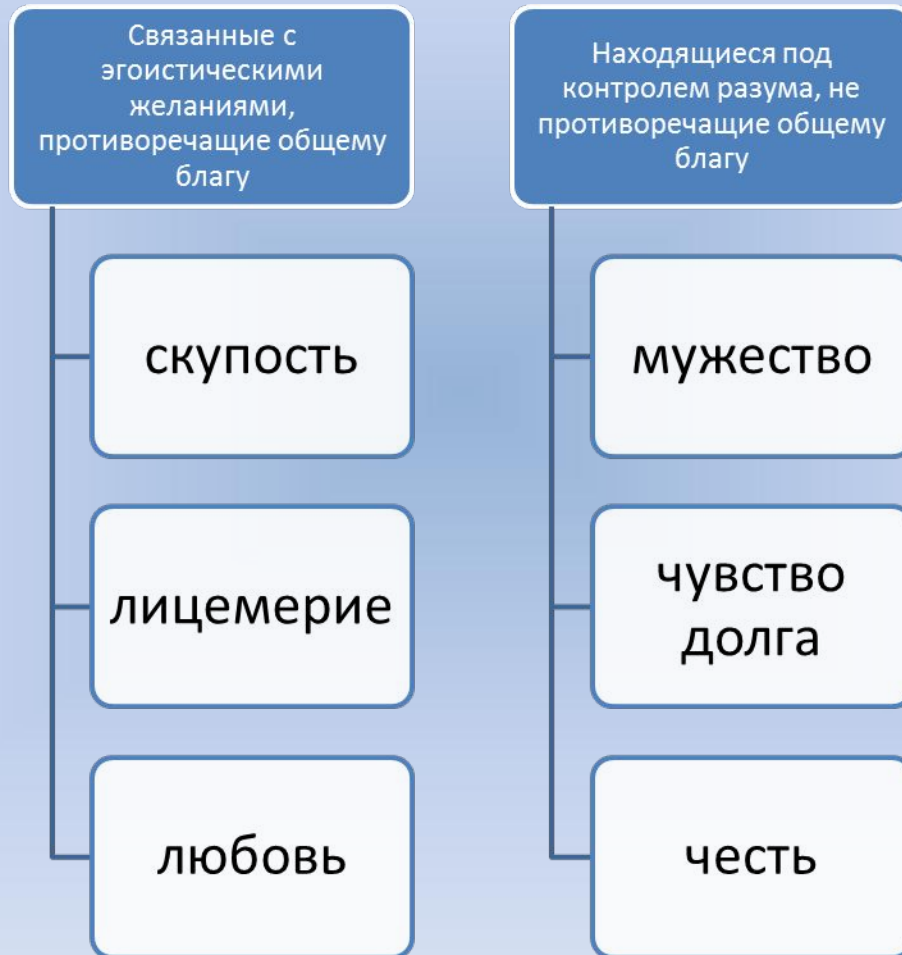 Связанные с
эгоистическими
желаниями,
противоречащие общему
благу
скупость
лицемерие
любовь
Находящиеся под
контролем разума, не
противоречащие общему
благу
мужество
чувство
долга
честь